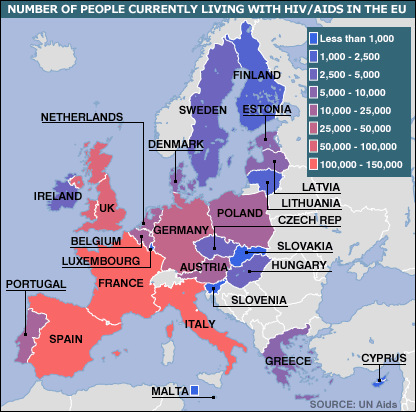 NUMBER OF PEOPLE CURRENTLY LIVING WITH HIV/AIDS IN THE EU
Less than 1,000
1,000 - 2,500
2,500 - 5,000
5,000 - 10,000
10,000 - 25,000
25,000 - 50,000
50,000 - 100,000
100,000 - 150,000
FINLAND
SWEDEN
ESTONIA
NETHERLANDS
DENMARK
LATVIA
LITHUANIA
IRELAND
UK
POLAND
CZECH REP
GERMANY
BELGIUM
SLOVAKIA
LUXEMBOURG
AUSTRIA
HUNGARY
FRANCE
PORTUGAL
SLOVENIA
ITALY
SPAIN
CYPRUS
GREECE
MALTA
SOURCE: UN Aids